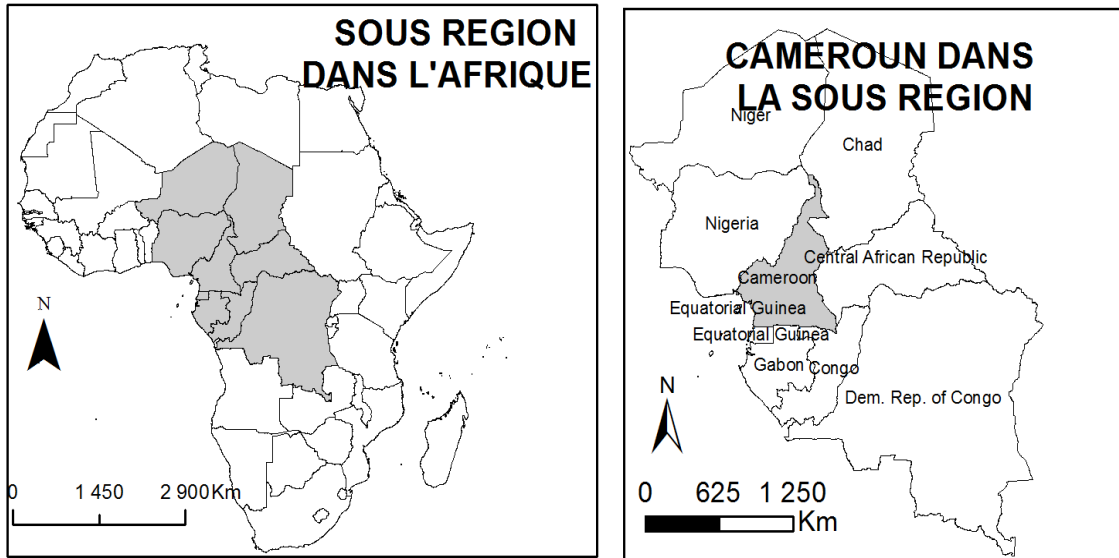 SOUS REGION
DANS L'AFRIQUE
N
0 1 450 2 900Km
CAMEROUN DANS
LA SOUS REGION
Niger
Chad
Nigeria
Central African Republic
Cameroon
Equatorial Guinea
Equatorial Guinea
Gabon
Congo
Dem. Rep. of Congo
N
0 625 1 250
Km